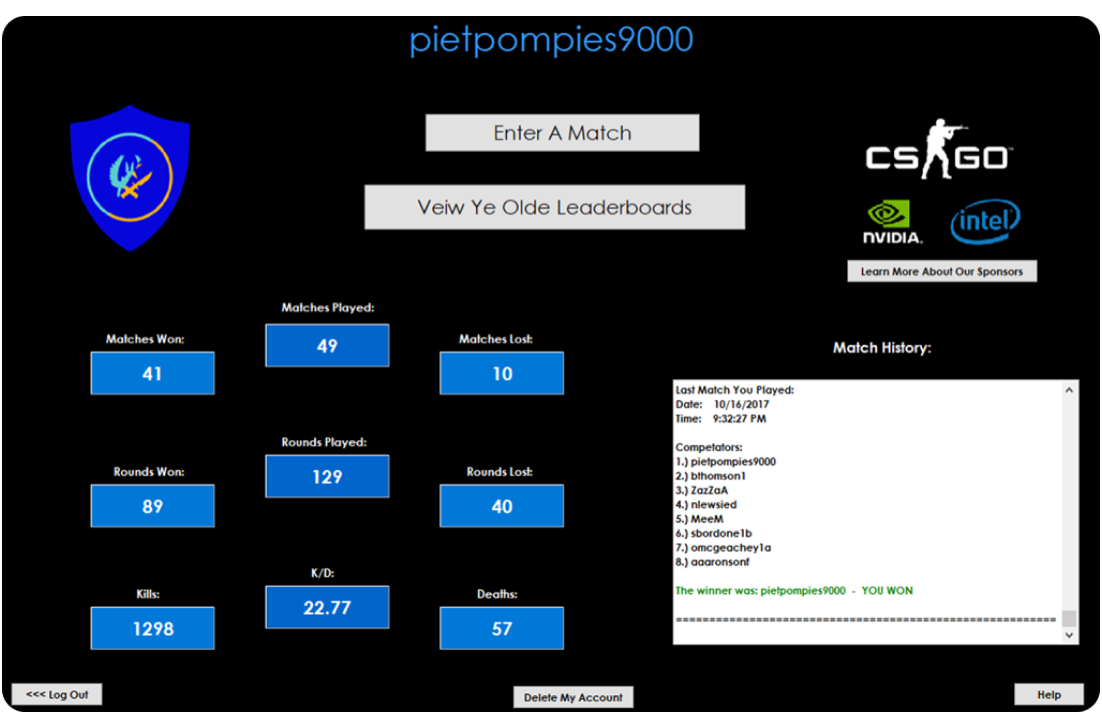 pietpompies9000
Enter A Match
Veiw Ye Olde Leaderboards
CS GO
NVIDIA.
intel
Learn More About Our Sponsors
Matches Played:
49
Matches Won:
41
Matches Lost:
10
Rounds Played:
129
Rounds Won:
89
Rounds Lost:
40
K/D:
22.77
Kills:
1298
Deaths:
57
Match History:
Last Match You Played:
Date: 10/16/2017
Time: 9:32:27 PM
Competators:
1.) pietpompies9000
2.) bthomson1
3.) ZazZaA
4.) nlewsied
5.) MeeM
6.) sbordone1b
7.) omcgeachey1a
8.) aaaronsonf
The winner was: pietpompies9000 - YOU WON
=========================================================
<<< Log Out
Delete My Account
Help